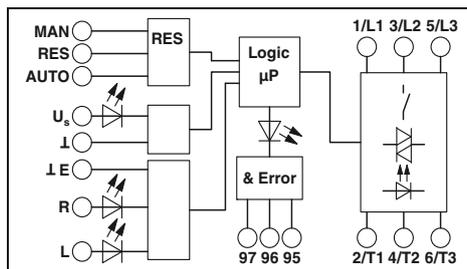 MAN
RES
AUTO
RES
Us
⊥
⊥ E
R
L
Logic
µP
& Error
97 96 95
1/L1 3/L2 5/L3
2/T1 4/T2 6/T3